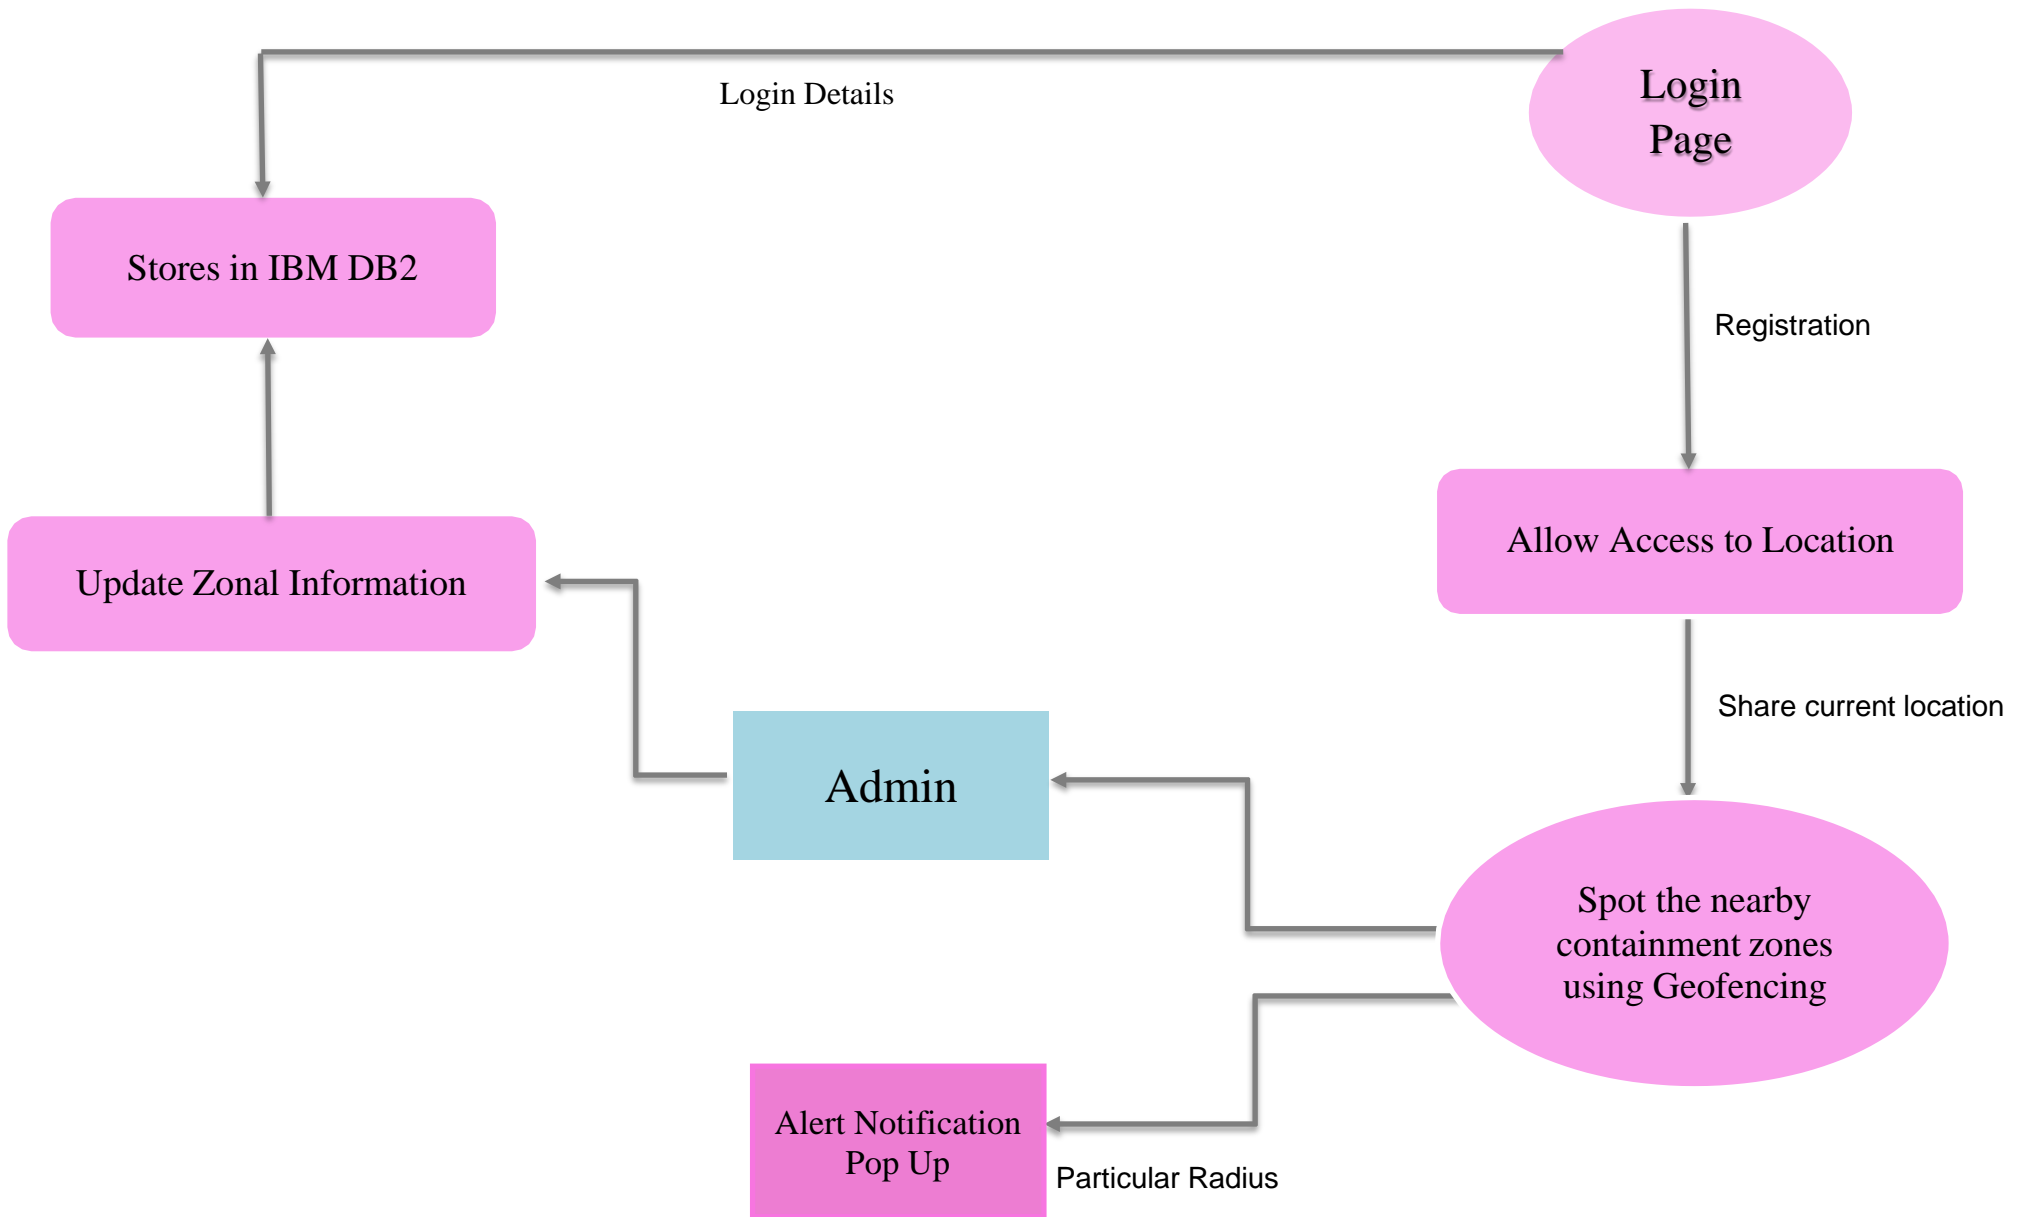 Login
Page
Login Details
Stores in IBM DB2
Registration
Allow Access to Location
Update Zonal Information
Share current location
Admin
Spot the nearby
containment zones
using Geofencing
Alert Notification
Pop Up
Particular Radius